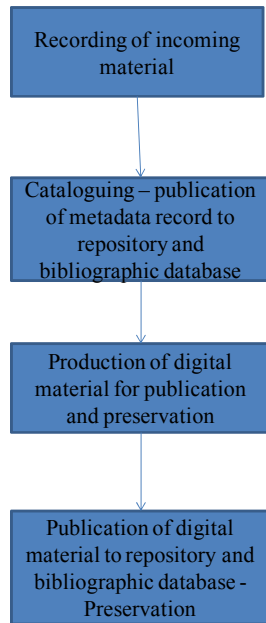 Recording of incoming
material
Cataloguing – publication
of metadata record to
repository and
bibliographic database
Production of digital
material for publication
and preservation
Publication of digital
material to repository and
bibliographic database -
Preservation